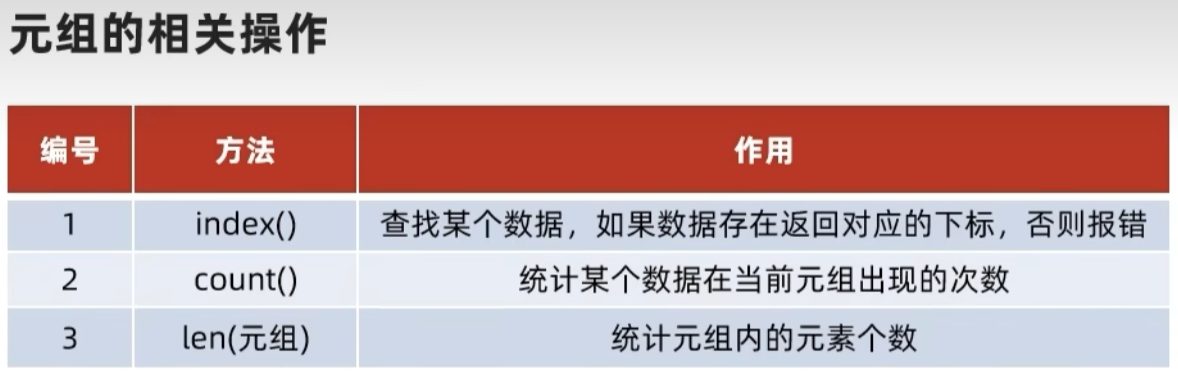 元组的相关操作
编号 方法 作用
1 index() 查找某个数据，如果数据存在返回对应的下标，否则报错
2 count() 统计某个数据在当前元组出现的次数
3 len(元组) 统计元组内的元素个数